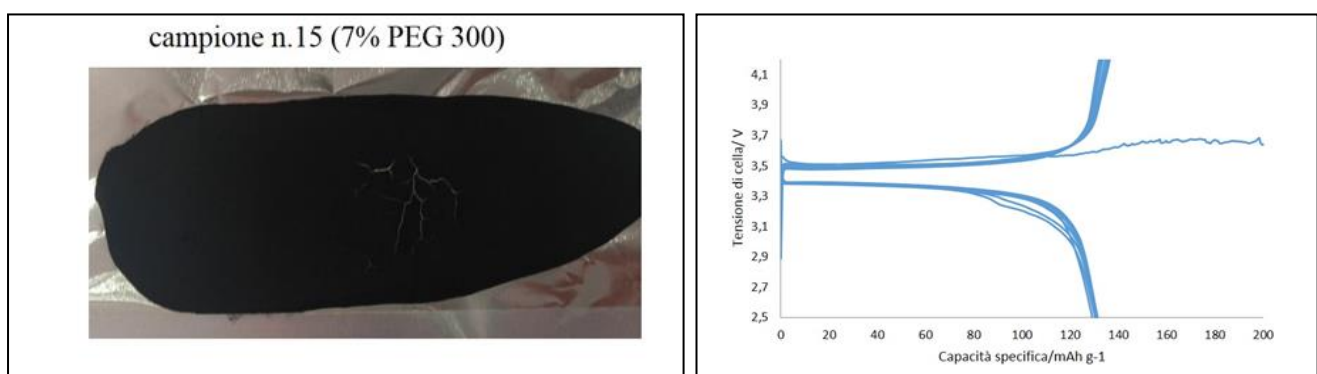 campione n.15 (7% PEG 300)
4,1
3,9
3,7
3,5
3,3
3,1
2,9
2,7
2,5
Tensione di cella/ V
0 20 40 60 80 100 120 140 160 180 200
Capacità specifica/mAh g-1